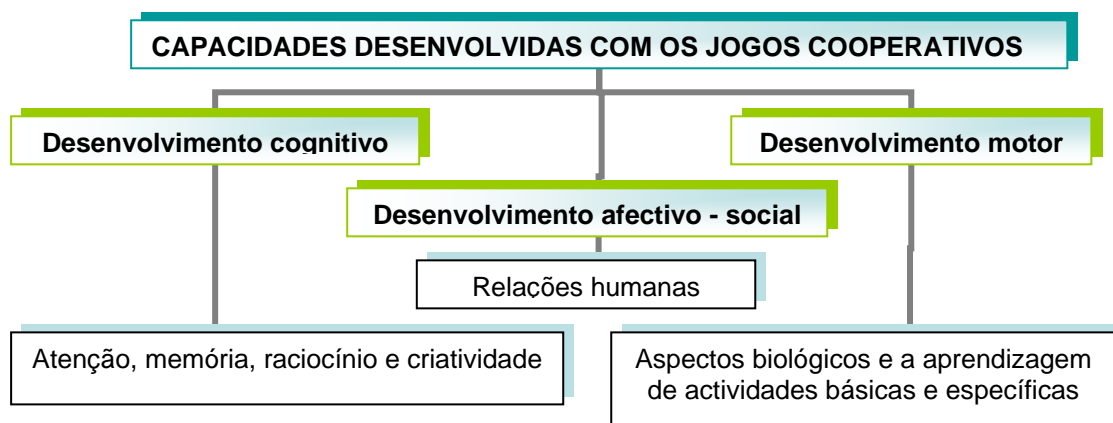 CAPACIDADES DESENVOLVIDAS COM OS JOGOS COOPERATIVOS
Desenvolvimento cognitivo
Desenvolvimento motor
Desenvolvimento afectivo - social
Relações humanas
Atenção, memória, raciocínio e criatividade
Aspectos biológicos e a aprendizagem
de actividades básicas e específicas